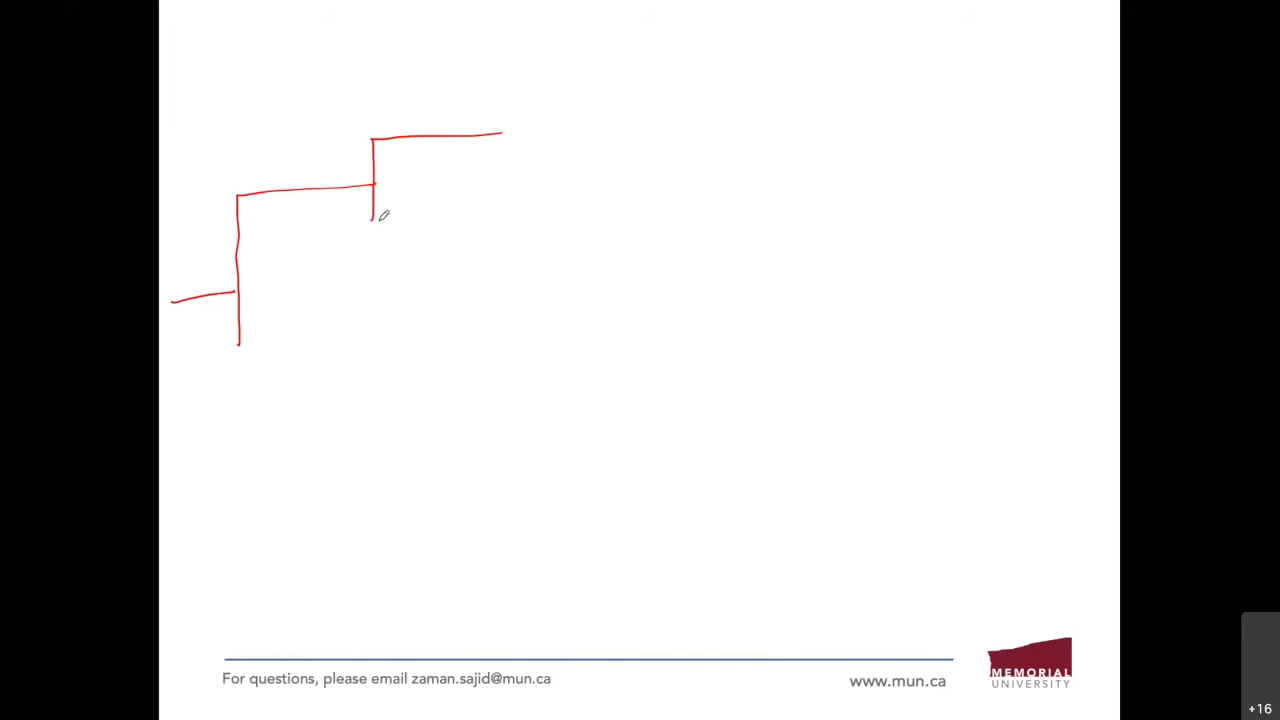 For questions, please email zaman.sajid@mun.ca
www.mun.ca
MEMORIAL
UNIVERSITY
+16